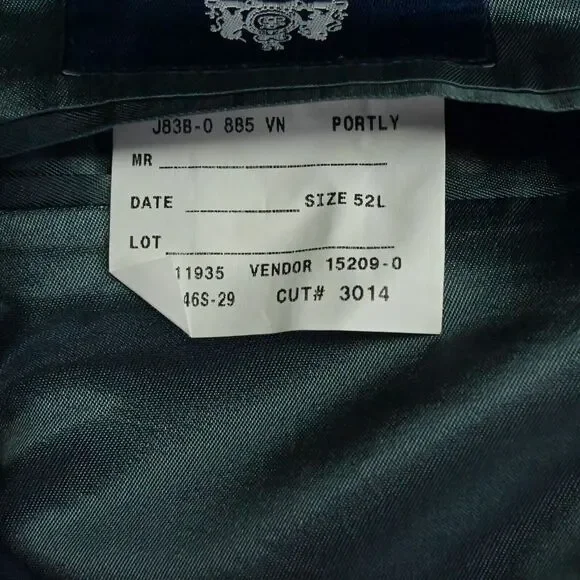 J83B-0 885 VN PORTLY
MR
DATE SIZE 52L
LOT
11935 VENDOR 15209-0
46S-29 CUT# 3014